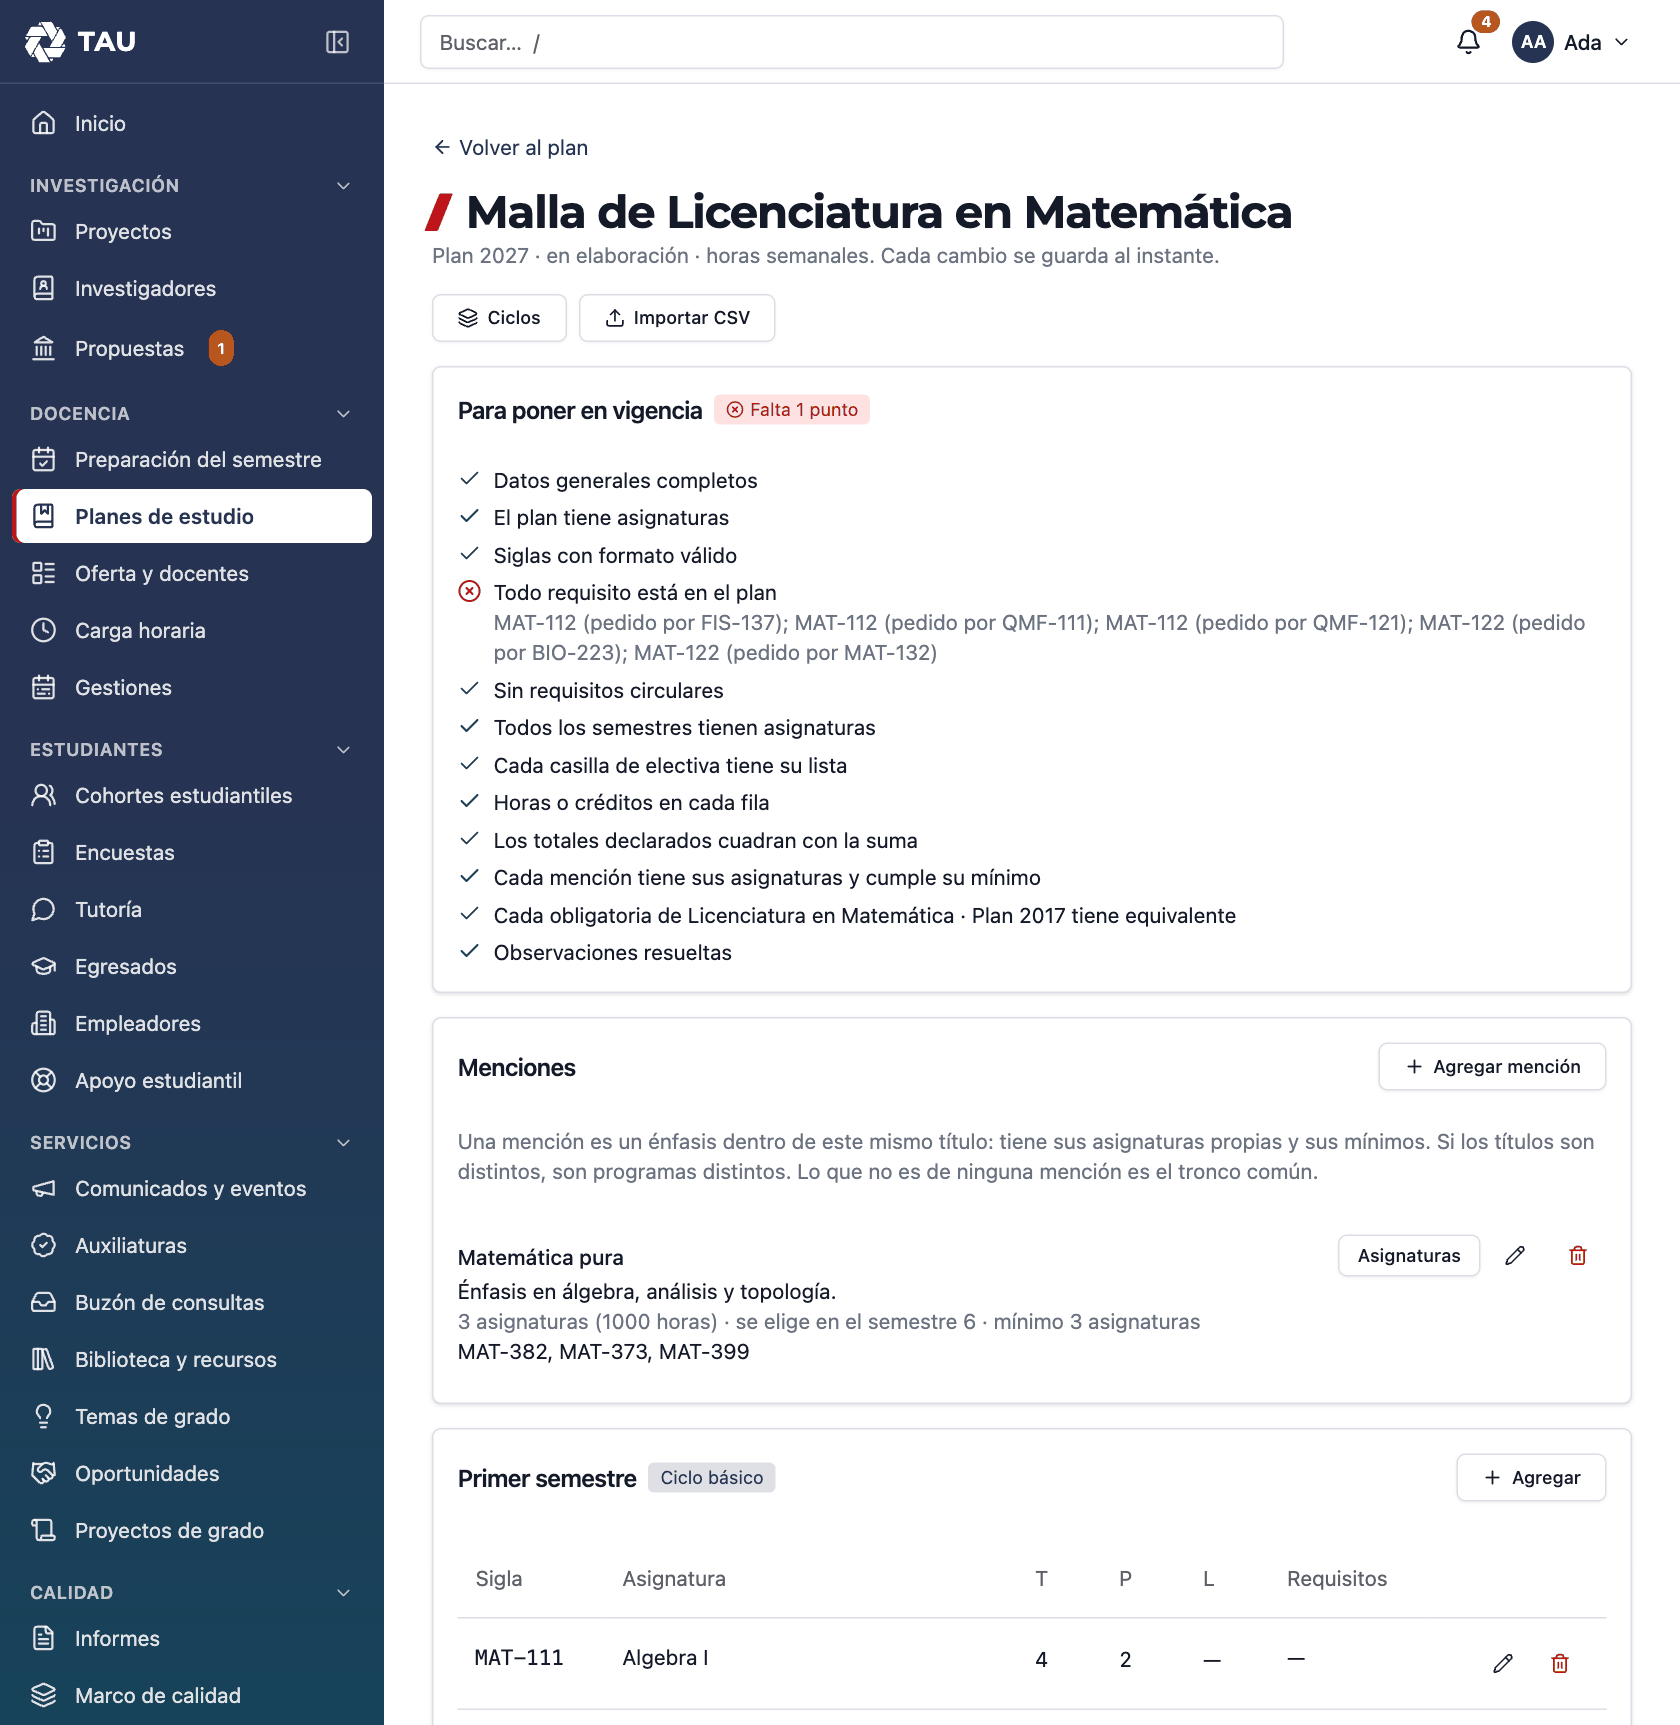 TAU
Buscar... /
4
AA
Ada
Inicio
INVESTIGACIÓN
Proyectos
Investigadores
Propuestas 1
DOCENCIA
Preparación del semestre
Planes de estudio
Oferta y docentes
Carga horaria
Gestiones
ESTUDIANTES
Cohortes estudiantiles
Encuestas
Tutoría
Egresados
Empleadores
Apoyo estudiantil
SERVICIOS
Comunicados y eventos
Auxiliaturas
Buzón de consultas
Biblioteca y recursos
Temas de grado
Oportunidades
Proyectos de grado
CALIDAD
Informes
Marco de calidad
← Volver al plan
Malla de Licenciatura en Matemática
Plan 2027 · en elaboración · horas semanales. Cada cambio se guarda al instante.
Ciclos
Importar CSV
Para poner en vigencia Falta 1 punto
Datos generales completos
El plan tiene asignaturas
Siglas con formato válido
Todo requisito está en el plan
MAT-112 (pedido por FIS-137); MAT-112 (pedido por QMF-111); MAT-112 (pedido por QMF-121); MAT-122 (pedido
por BIO-223); MAT-122 (pedido por MAT-132)
Sin requisitos circulares
Todos los semestres tienen asignaturas
Cada casilla de electiva tiene su lista
Horas o créditos en cada fila
Los totales declarados cuadran con la suma
Cada mención tiene sus asignaturas y cumple su mínimo
Cada obligatoria de Licenciatura en Matemática · Plan 2017 tiene equivalente
Observaciones resueltas
Menciones
+ Agregar mención
Una mención es un énfasis dentro de este mismo título: tiene sus asignaturas propias y sus mínimos. Si los títulos son
distintos, son programas distintos. Lo que no es de ninguna mención es el tronco común.
Matemática pura
Asignaturas
Énfasis en álgebra, análisis y topología.
3 asignaturas (1000 horas) · se elige en el semestre 6 · mínimo 3 asignaturas
MAT-382, MAT-373, MAT-399
Primer semestre Ciclo básico
+ Agregar
Sigla Asignatura T P L Requisitos
MAT-111 Algebra I 4 2 — —